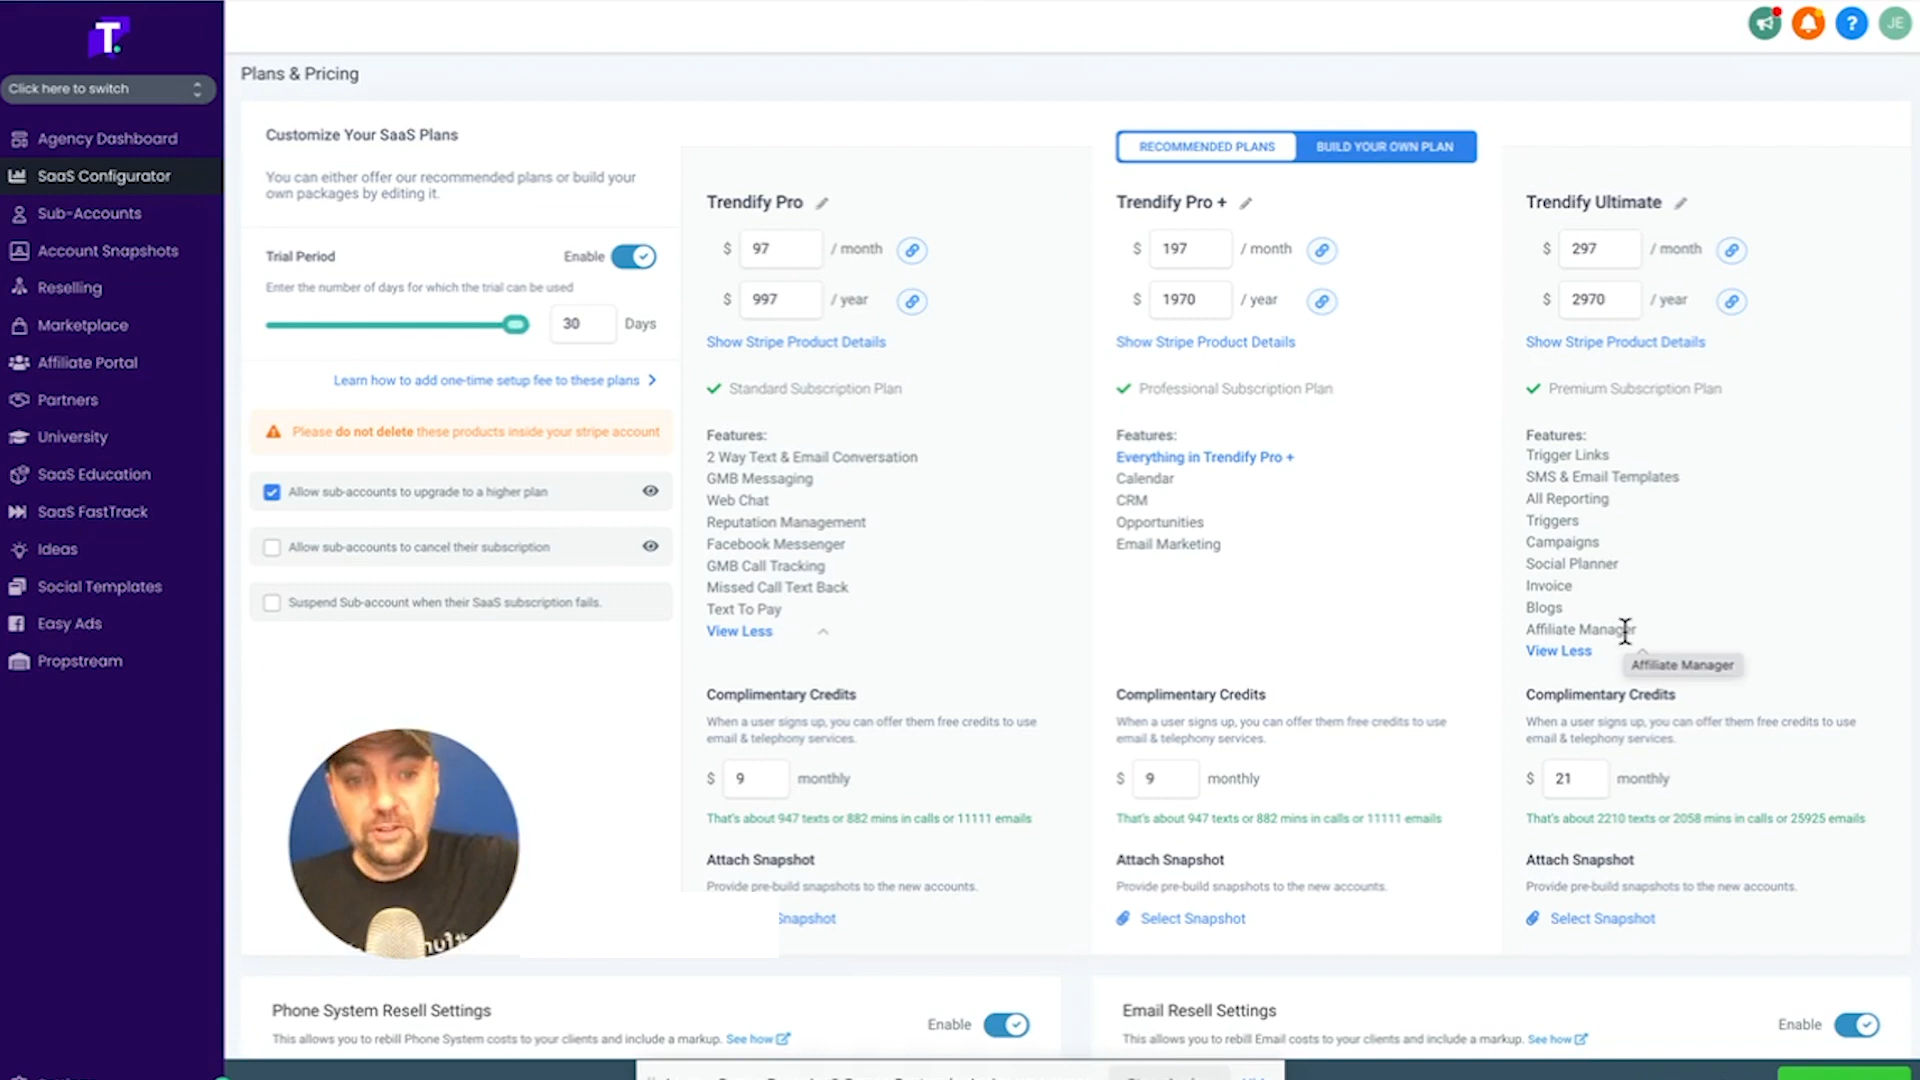 T.
JE
Click here to switch
Agency Dashboard
SaaS Configurator
Sub-Accounts
Account Snapshots
Reselling
Marketplace
Affiliate Portal
Partners
University
SaaS Education
SaaS FastTrack
Ideas
Social Templates
Easy Ads
Propstream
Plans & Pricing
Customize Your SaaS Plans
You can either offer our recommended plans or build your
own packages by editing it.
Trial Period
Enable
Enter the number of days for which the trial can be used
30 Days
Learn how to add one-time setup fee to these plans
Please do not delete these products inside your stripe account
Allow sub-accounts to upgrade to a higher plan
Allow sub-accounts to cancel their subscription
Suspend Sub-account when their SaaS subscription fails.
RECOMMENDED PLANS
BUILD YOUR OWN PLAN
Trendify Pro
$ 97 / month
$ 997 / year
Show Stripe Product Details
Standard Subscription Plan
Features:
2 Way Text & Email Conversation
GMB Messaging
Web Chat
Reputation Management
Facebook Messenger
GMB Call Tracking
Missed Call Text Back
Text To Pay
View Less
Complimentary Credits
When a user signs up, you can offer them free credits to use
email & telephony services.
$ 9 monthly
That's about 947 texts or 882 mins in calls or 11111 emails
Attach Snapshot
Provide pre-build snapshots to the new accounts.
Snapshot
Trendify Pro +
$ 197 / month
$ 1970 / year
Show Stripe Product Details
Professional Subscription Plan
Features:
Everything in Trendify Pro +
Calendar
CRM
Opportunities
Email Marketing
Complimentary Credits
When a user signs up, you can offer them free credits to use
email & telephony services.
$ 9 monthly
That's about 947 texts or 882 mins in calls or 11111 emails
Attach Snapshot
Provide pre-build snapshots to the new accounts.
Select Snapshot
Trendify Ultimate
$ 297 / month
$ 2970 / year
Show Stripe Product Details
Premium Subscription Plan
Features:
Trigger Links
SMS & Email Templates
All Reporting
Triggers
Campaigns
Social Planner
Invoice
Blogs
Affiliate Manager
View Less
Affiliate Manager
Complimentary Credits
When a user signs up, you can offer them free credits to use
email & telephony services.
$ 21 monthly
That's about 2210 texts or 2058 mins in calls or 25925 emails
Attach Snapshot
Provide pre-build snapshots to the new accounts.
Select Snapshot
Phone System Resell Settings
Enable
This allows you to rebill Phone System costs to your clients and include a markup. See how
Email Resell Settings
Enable
This allows you to rebill Email costs to your clients and include a markup. See how